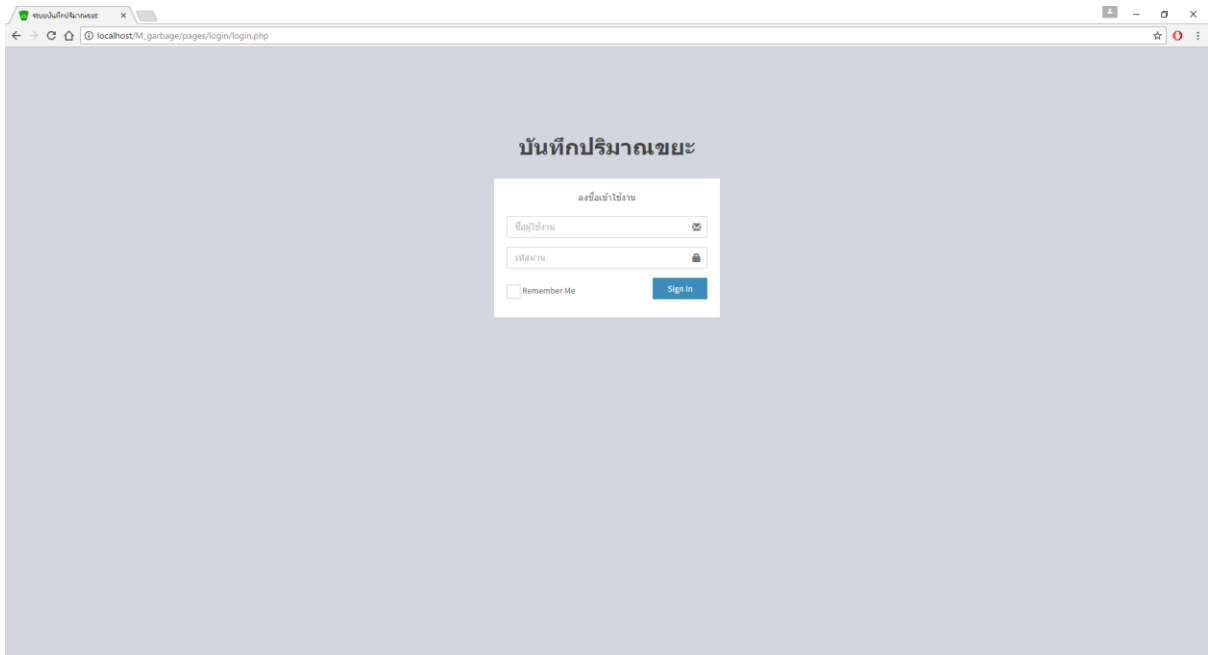 ระบบบันทึกปริมาณขยะ
localhost/M_garbage/pages/login/login.php
บันทึกปริมาณขยะ
ลงชื่อเข้าใช้งาน
ชื่อผู้ใช้งาน
รหัสผ่าน
Remember Me
Sign In